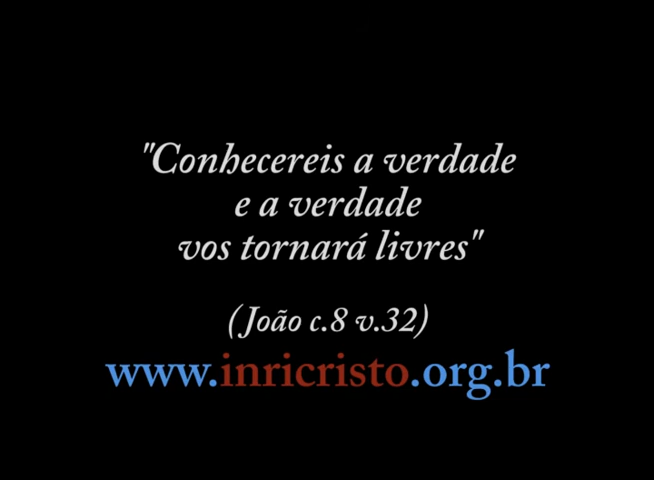 "Conhecereis a verdade
e a verdade
vos tornará livres"
(João c.8 v.32)
www.inricristo.org.br